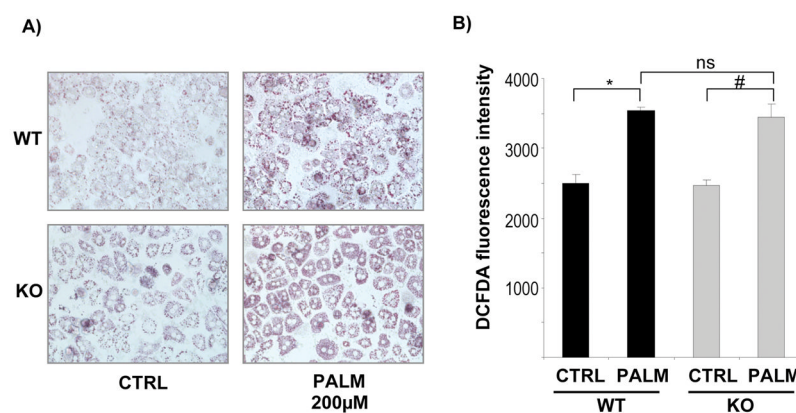 A)
WT
KO
CTRL
PALM
200µM
B)
DCFDA fluorescence intensity
4000
3000
2000
1000
*
ns
#
CTRL PALM CTRL PALM
WT KO